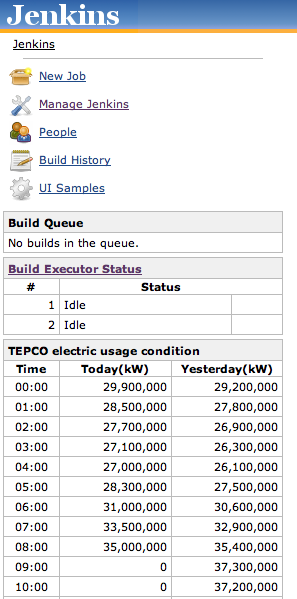 Jenkins
Jenkins
New Job
Manage Jenkins
People
Build History
UI Samples
Build Queue
No builds in the queue.
Build Executor Status
# Status
1 Idle
2 Idle
TEPCO electric usage condition
Time Today(kW) Yesterday(kW)
00:00 29,900,000 29,200,000
01:00 28,500,000 27,800,000
02:00 27,700,000 26,900,000
03:00 27,100,000 26,300,000
04:00 27,000,000 26,100,000
05:00 28,300,000 27,500,000
06:00 31,000,000 30,600,000
07:00 33,500,000 32,900,000
08:00 35,000,000 35,400,000
09:00 0 37,300,000
10:00 0 37,200,000